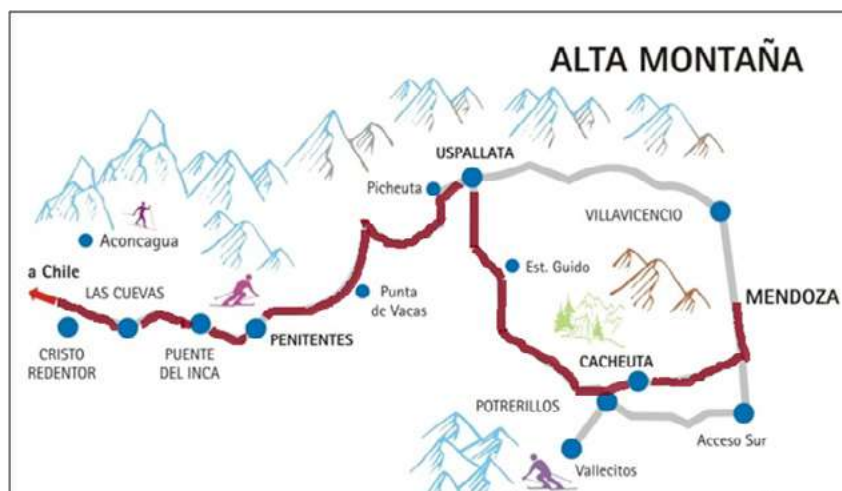 ALTA MONTAÑA
USPALLATA
Picheuta
VILLAVICENCIO
Aconcagua
a Chile
Est. Guido
LAS CUEVAS
Punta
de Vacas
MENDOZA
PENITENTES
CRISTO
REDENTOR
PUENTE
DEL INCA
CACHEUTA
POTRERILLOS
Acceso Sur
Vallecitos